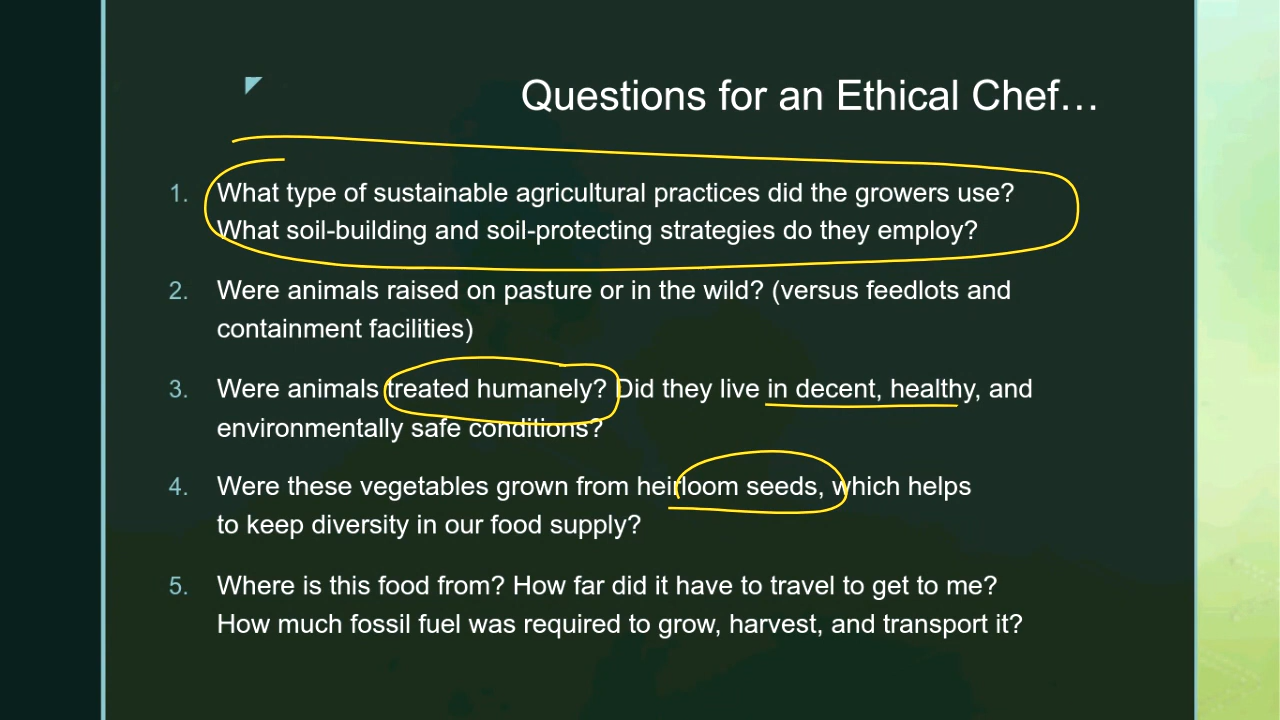 Questions for an Ethical Chef…
1. What type of sustainable agricultural practices did the growers use?
What soil-building and soil-protecting strategies do they employ?
2. Were animals raised on pasture or in the wild? (versus feedlots and
containment facilities)
3. Were animals treated humanely? Did they live in decent, healthy, and
environmentally safe conditions?
4. Were these vegetables grown from heirloom seeds, which helps
to keep diversity in our food supply?
5. Where is this food from? How far did it have to travel to get to me?
How much fossil fuel was required to grow, harvest, and transport it?